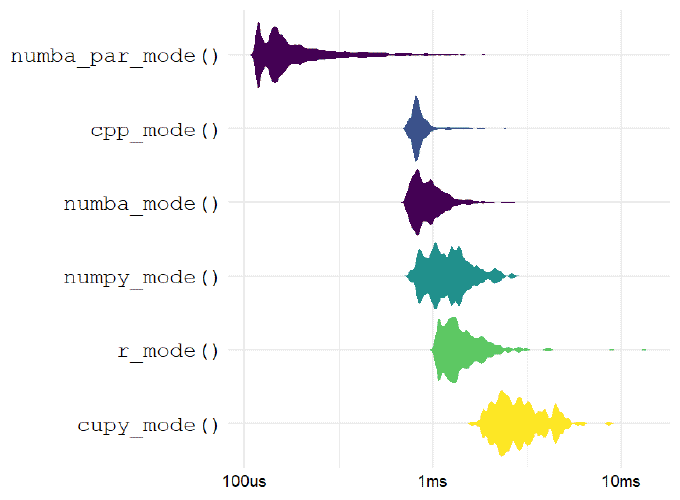 numba_par_mode()
cpp_mode()
numba_mode()
numpy_mode()
r_mode()
cupy_mode()
100us 1ms 10ms